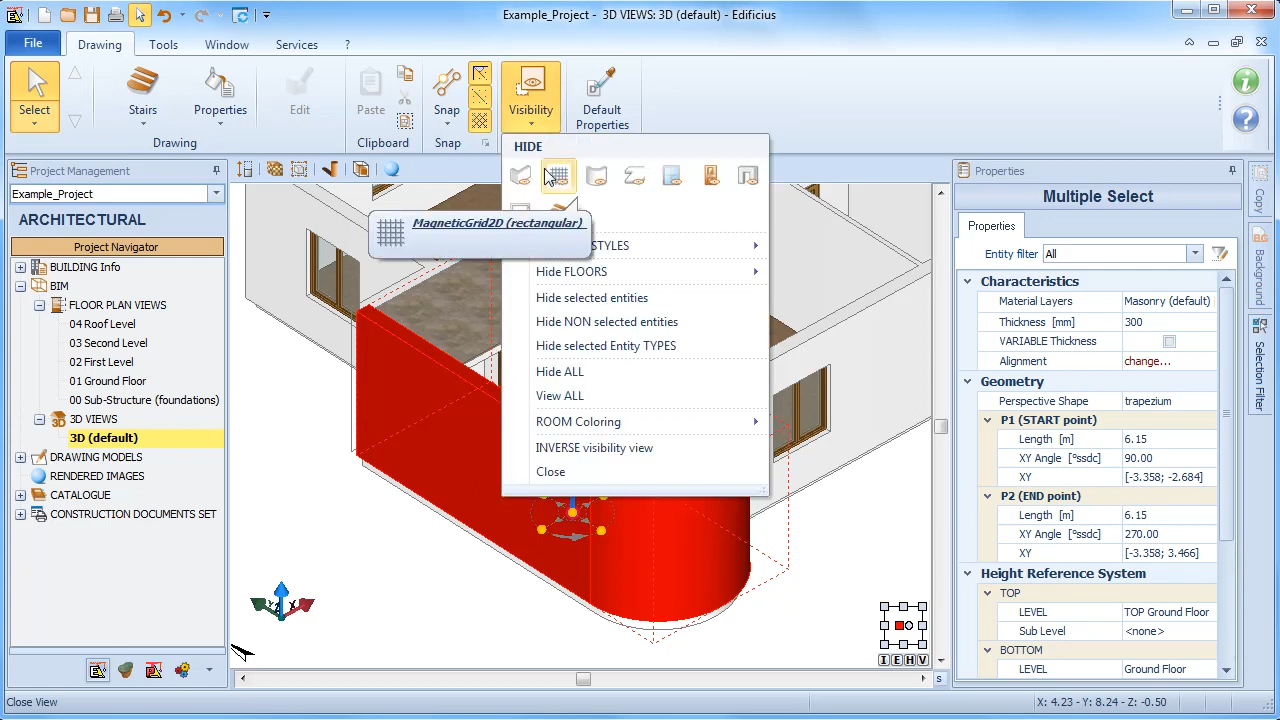 Example_Project - 3D VIEWS: 3D (default) - Edificius
File
Drawing
Tools
Window
Services
?
Select
Stairs
Properties
Edit
Paste
Snap
Visibility
Default Properties
Drawing
Clipboard
Snap
HIDE
MagneticGrid2D (rectangular)
STYLES
Hide FLOORS
Hide selected entities
Hide NON selected entities
Hide selected Entity TYPES
Hide ALL
View ALL
ROOM Coloring
INVERSE visibility view
Close
Project Management
Example_Project
ARCHITECTURAL
Project Navigator
BUILDING Info
BIM
FLOOR PLAN VIEWS
04 Roof Level
03 Second Level
02 First Level
01 Ground Floor
00 Sub-Structure (foundations)
3D VIEWS
3D (default)
DRAWING MODELS
RENDERED IMAGES
CATALOGUE
CONSTRUCTION DOCUMENTS SET
I E H V
s
Properties
Multiple Select
Properties
Entity filter All
Characteristics
Material Layers Masonry (default)
Thickness [mm] 300
VARIABLE Thickness
Alignment change...
Geometry
Perspective Shape trapezium
P1 (START point)
Length [m] 6.15
XY Angle [°ssdc] 90.00
XY [-3.358; -2.684]
P2 (END point)
Length [m] 6.15
XY Angle [°ssdc] 270.00
XY [-3.358; 3.466]
Height Reference System
TOP
LEVEL TOP Ground Floor
Sub Level <none>
BOTTOM
LEVEL Ground Floor
Copy
Background
Selection Filter
Close View
X: 4.23 - Y: 8.24 - Z: -0.50